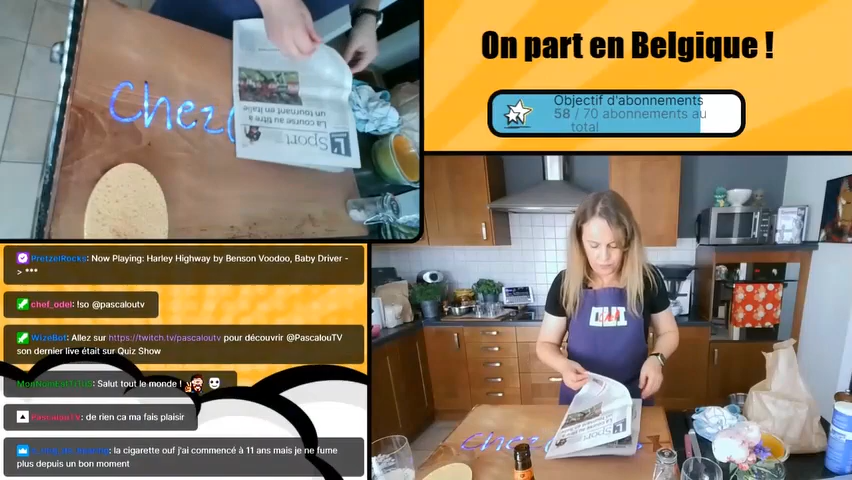 On part en Belgique !
Objectif d'abonnements
58 / 70 abonnements au
total
Chez
L'Sport
La course au titre a
un tournant en Italie
PretzelRocks: Now Playing: Harley Highway by Benson Voodoo, Baby Driver -
> ***
chef_odel: !so @pascaloutv
WizeBot: Allez sur https://twitch.tv/pascaloutv pour découvrir @PascalouTV
son dernier live était sur Quiz Show
Salut tout le monde !
PascalouTV: de rien ca ma fais plaisir
la cigarette ouf j'ai commencé à 11 ans mais je ne fume
plus depuis un bon moment
Chez
Sport